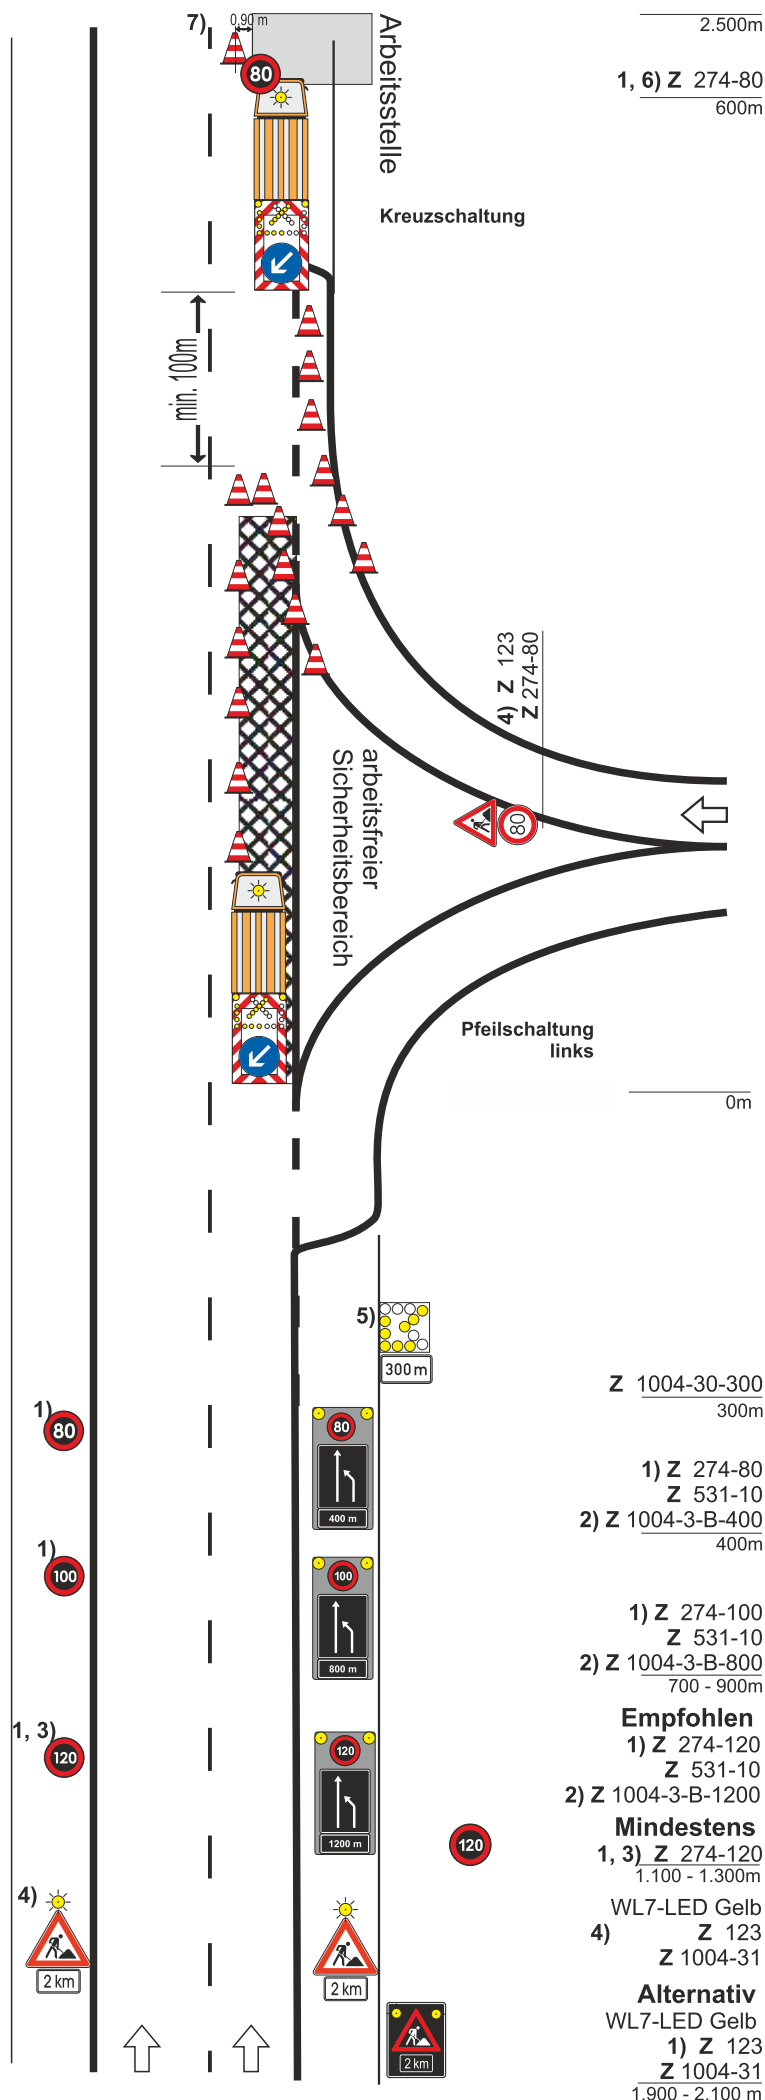 7)
0,90 m
80
Arbeitsstelle
2.500m
1, 6) Z 274-80
600m
Kreuzschaltung
min. 100m
4) Z 123
Z 274-80
80
arbeitsfreier
Sicherheitsbereich
Pfeilschaltung
links
0m
5)
300 m
Z 1004-30-300
300m
1)
80
80
400 m
1) Z 274-80
Z 531-10
2) Z 1004-3-B-400
400m
1)
100
100
800 m
1) Z 274-100
Z 531-10
2) Z 1004-3-B-800
700 - 900m
1, 3)
120
120
1200 m
Empfohlen
1) Z 274-120
Z 531-10
2) Z 1004-3-B-1200
120
Mindestens
1, 3) Z 274-120
1.100 - 1.300m
4)
2 km
2 km
WL7-LED Gelb
4) Z 123
Z 1004-31
2 km
Alternativ
WL7-LED Gelb
1) Z 123
Z 1004-31
1.900 - 2.100 m